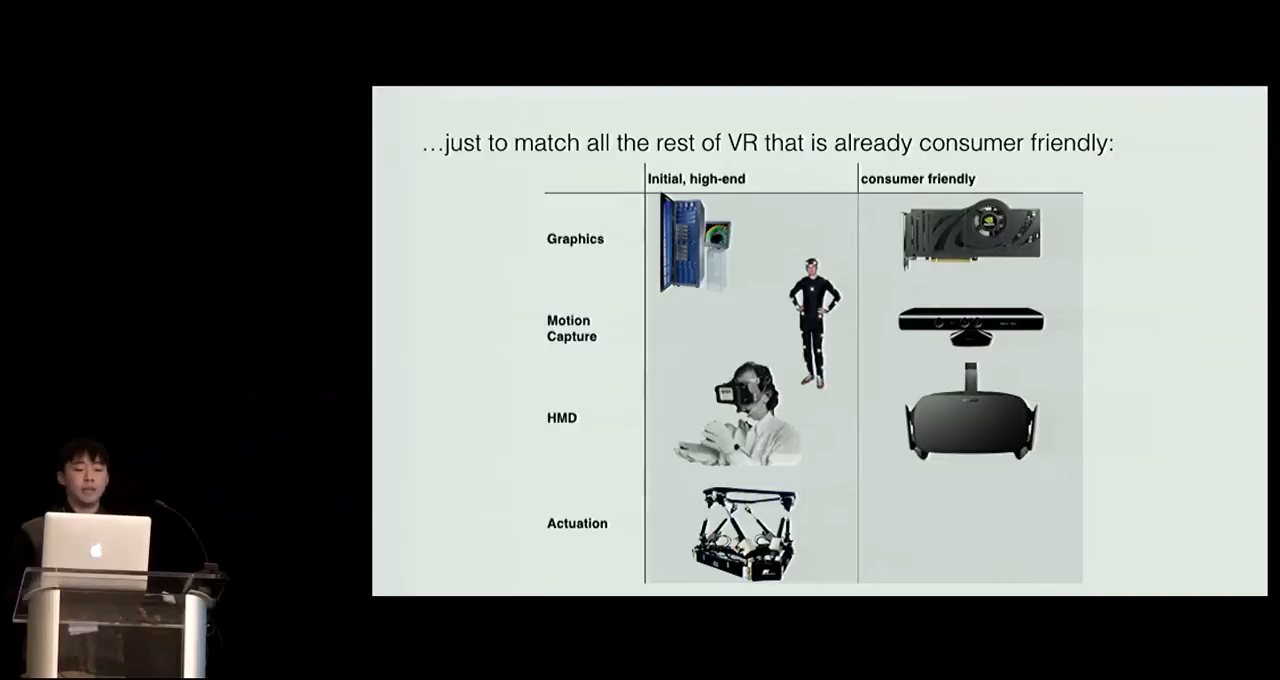 …just to match all the rest of VR that is already consumer friendly:
Initial, high-end
consumer friendly
Graphics
Motion
Capture
HMD
Actuation